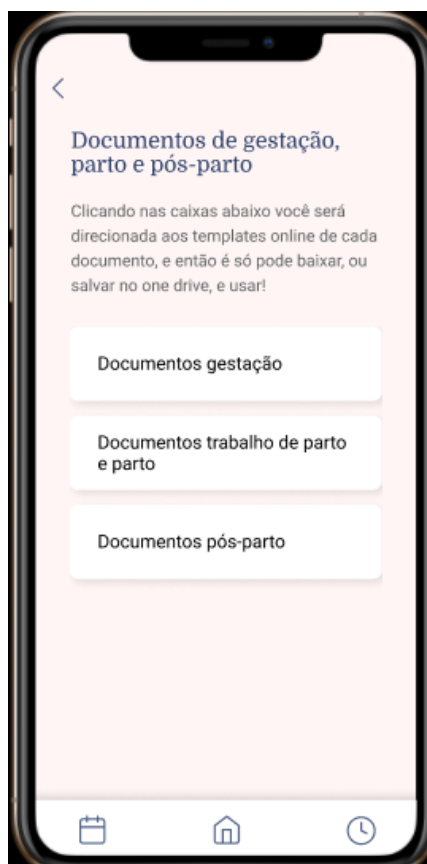 Documentos de gestação,
parto e pós-parto
Clicando nas caixas abaixo você será
direcionada aos templates online de cada
documento, e então é só pode baixar, ou
salvar no one drive, e usar!
Documentos gestação
Documentos trabalho de parto
e parto
Documentos pós-parto